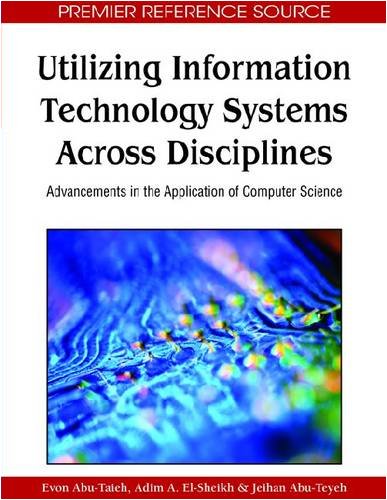 PREMIER REFERENCE SOURCE
Utilizing Information
Technology Systems
Across Disciplines
Advancements in the Application of Computer Science
Evon Abu-Taieh, Adim A. El-Sheikh & Jeihan Abu-Teyeh